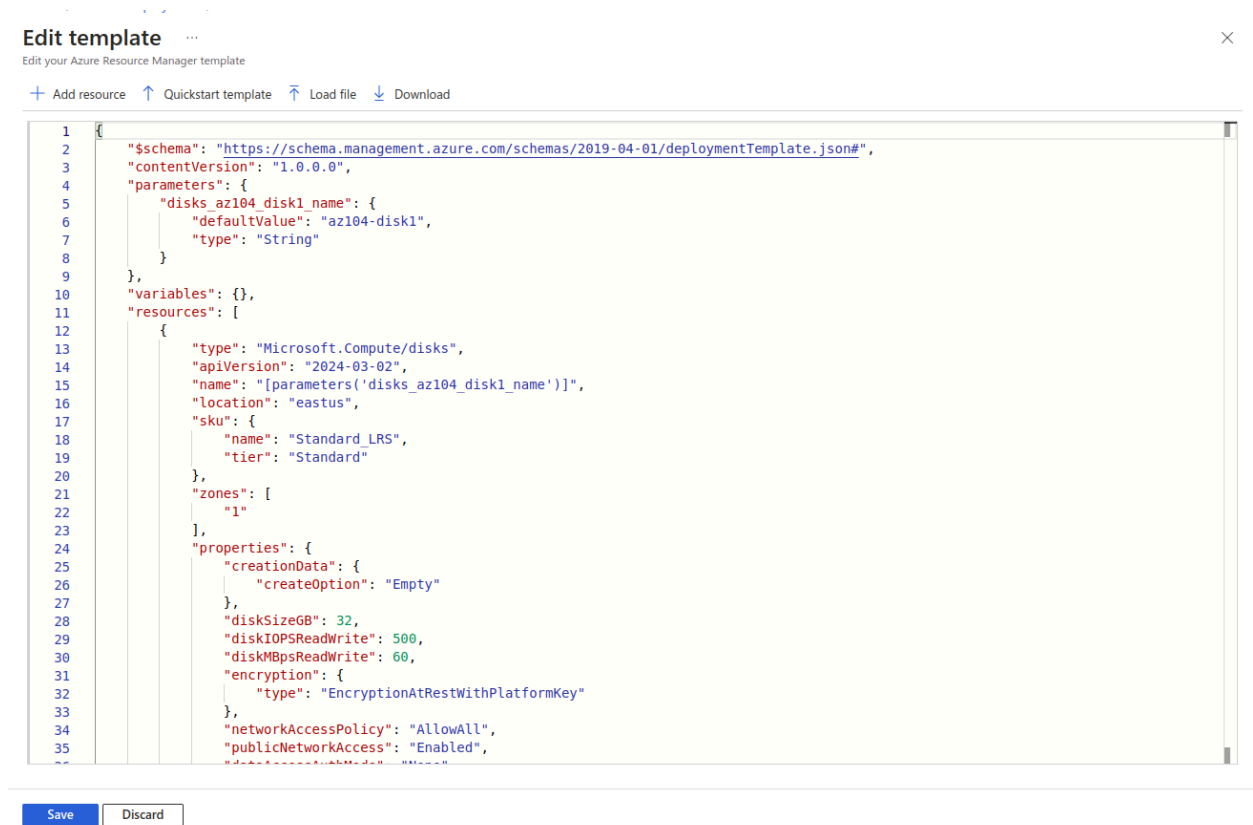 Edit template ...
Edit your Azure Resource Manager template
Add resource Quickstart template Load file Download
1 {
2 "$schema": "https://schema.management.azure.com/schemas/2019-04-01/deploymentTemplate.json#",
3 "contentVersion": "1.0.0.0",
4 "parameters": {
5 "disks_az104_disk1_name": {
6 "defaultValue": "az104-disk1",
7 "type": "String"
8 }
9 },
10 "variables": {},
11 "resources": [
12 {
13 "type": "Microsoft.Compute/disks",
14 "apiVersion": "2024-03-02",
15 "name": "[parameters('disks_az104_disk1_name')]",
16 "location": "eastus",
17 "sku": {
18 "name": "Standard_LRS",
19 "tier": "Standard"
20 },
21 "zones": [
22 "1"
23 ],
24 "properties": {
25 "creationData": {
26 "createOption": "Empty"
27 },
28 "diskSizeGB": 32,
29 "diskIOPSReadWrite": 500,
30 "diskMBpsReadWrite": 60,
31 "encryption": {
32 "type": "EncryptionAtRestWithPlatformKey"
33 },
34 "networkAccessPolicy": "AllowAll",
35 "publicNetworkAccess": "Enabled",
36 "dataAccessAuthMode": "None"
Save Discard